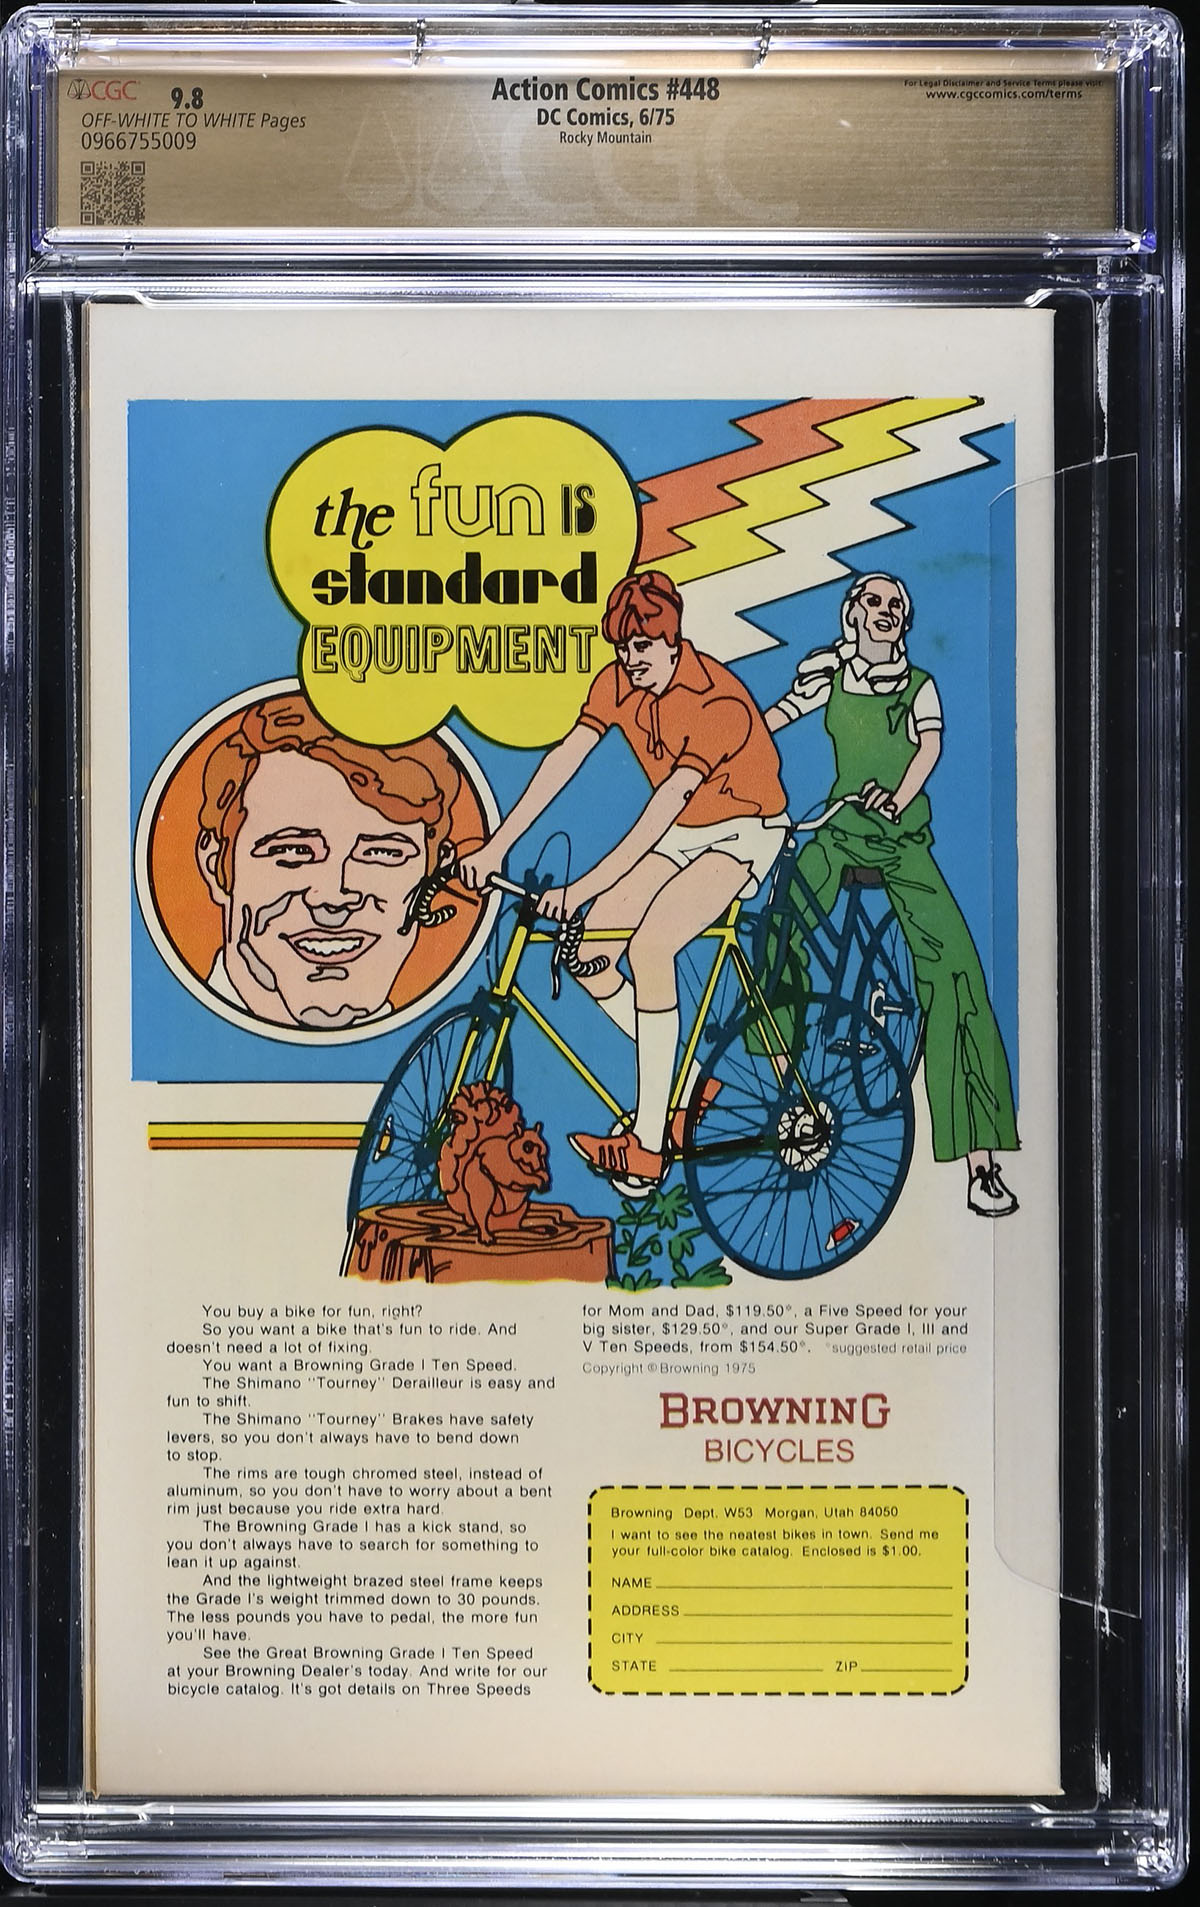 CGC 9.8
OFF-WHITE TO WHITE Pages
0966755009
Action Comics #448
DC Comics, 6/75
Rocky Mountain
For Legal Disclaimer and Service Terms please visit:
www.cgccomics.com/terms
CGC
the fun IS
standard
EQUIPMENT
You buy a bike for fun, right?
So you want a bike that's fun to ride. And
doesn't need a lot of fixing.
You want a Browning Grade I Ten Speed.
The Shimano "Tourney" Derailleur is easy and
fun to shift.
The Shimano "Tourney" Brakes have safety
levers, so you don't always have to bend down
to stop.
The rims are tough chromed steel, instead of
aluminum, so you don't have to worry about a bent
rim just because you ride extra hard.
The Browning Grade I has a kick stand, so
you don't always have to search for something to
lean it up against.
And the lightweight brazed steel frame keeps
the Grade I's weight trimmed down to 30 pounds.
The less pounds you have to pedal, the more fun
you'll have.
See the Great Browning Grade I Ten Speed
at your Browning Dealer's today. And write for our
bicycle catalog. It's got details on Three Speeds
for Mom and Dad, $119.50*, a Five Speed for your
big sister, $129.50*, and our Super Grade I, III and
V Ten Speeds, from $154.50*. *suggested retail price
Copyright © Browning 1975
BROWNING
BICYCLES
Browning Dept. W53 Morgan, Utah 84050
I want to see the neatest bikes in town. Send me
your full-color bike catalog. Enclosed is $1.00.
NAME
ADDRESS
CITY
STATE ZIP